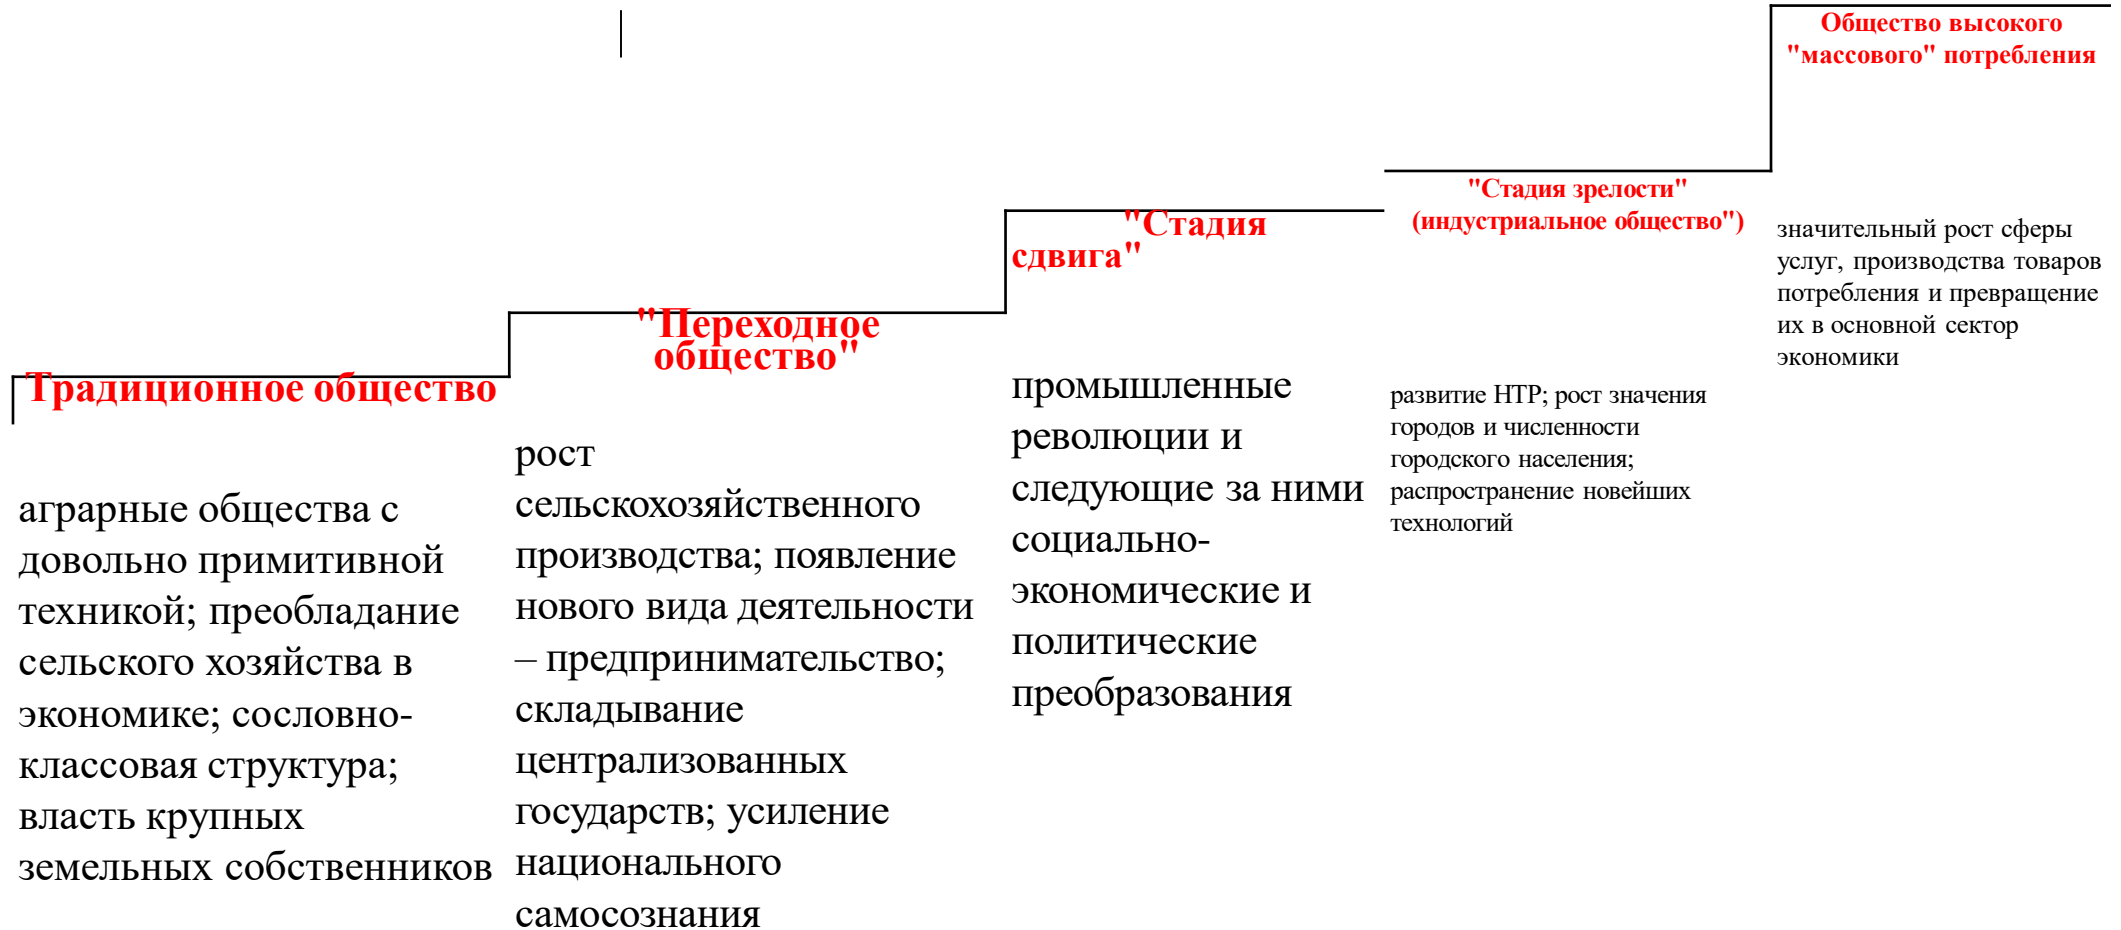 Традиционное общество
аграрные общества с
довольно примитивной
техникой; преобладание
сельского хозяйства в
экономике; сословно-
классовая структура;
власть крупных
земельных собственников
"Переходное
общество"
рост
сельскохозяйственного
производства; появление
нового вида деятельности
– предпринимательство;
складывание
централизованных
государств; усиление
национального
самосознания
"Стадия
сдвига"
промышленные
революции и
следующие за ними
социально-
экономические и
политические
преобразования
"Стадия зрелости"
(индустриальное общество")
развитие НТР; рост значения
городов и численности
городского населения;
распространение новейших
технологий
Общество высокого
"массового" потребления
значительный рост сферы
услуг, производства товаров
потребления и превращение
их в основной сектор
экономики